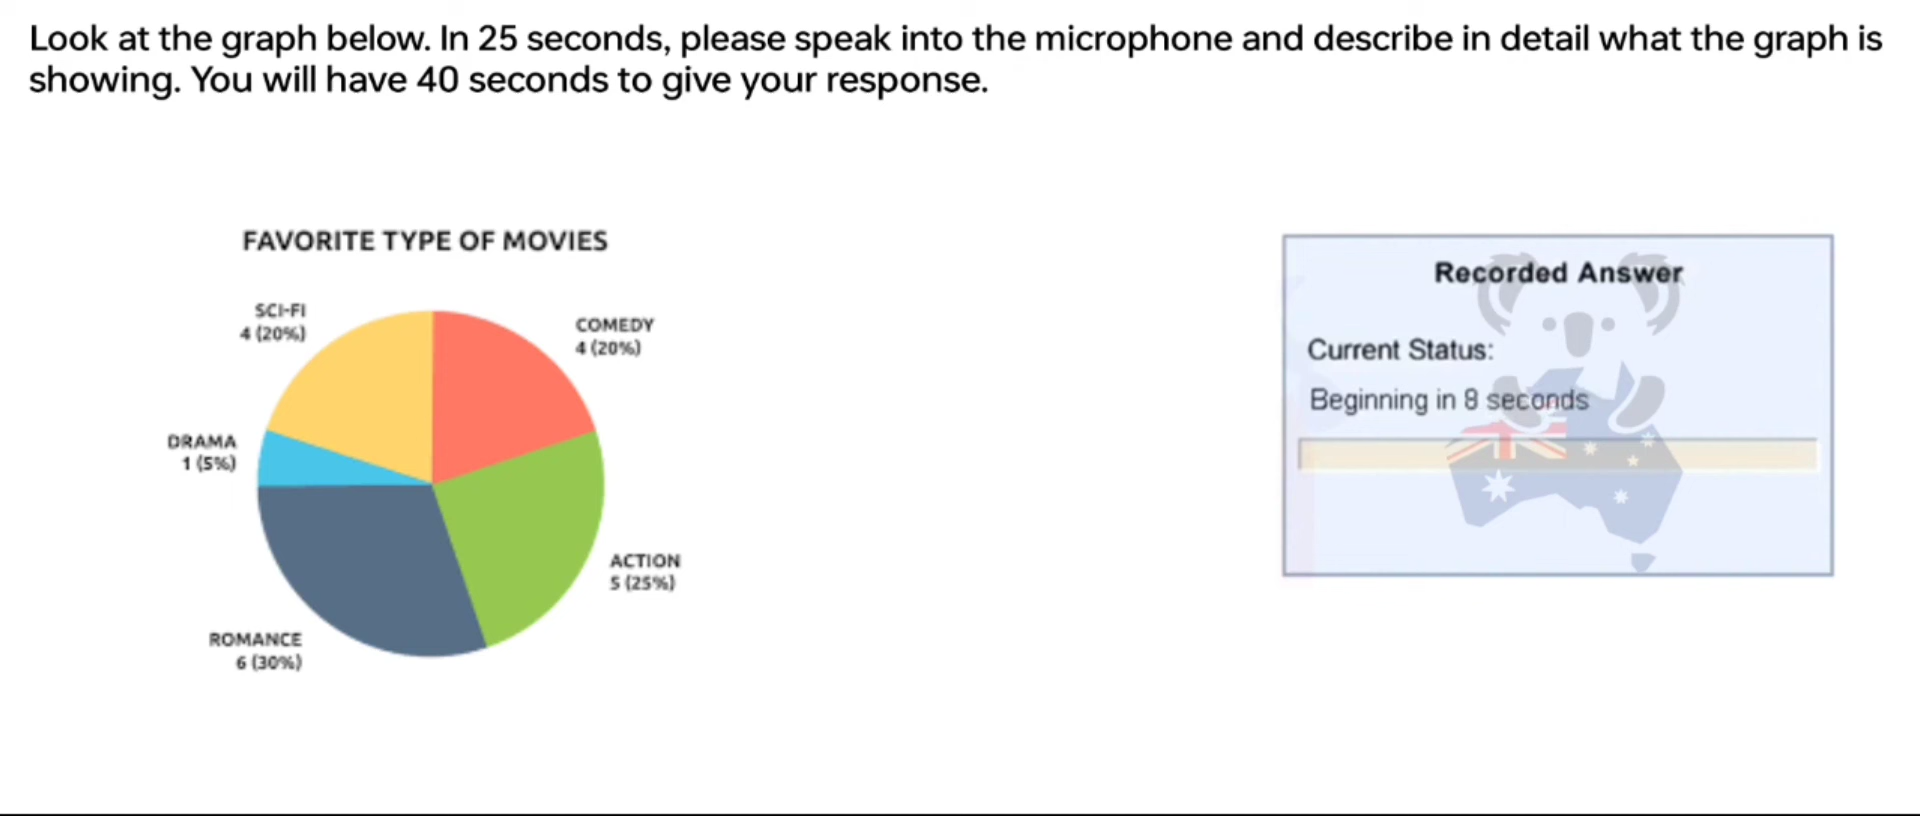 Look at the graph below. In 25 seconds, please speak into the microphone and describe in detail what the graph is
showing. You will have 40 seconds to give your response.
FAVORITE TYPE OF MOVIES
SCI-FI
4 (20%)
COMEDY
4 (20%)
DRAMA
1 (5%)
ACTION
5 (25%)
ROMANCE
6 (30%)
Recorded Answer
Current Status:
Beginning in 8 seconds